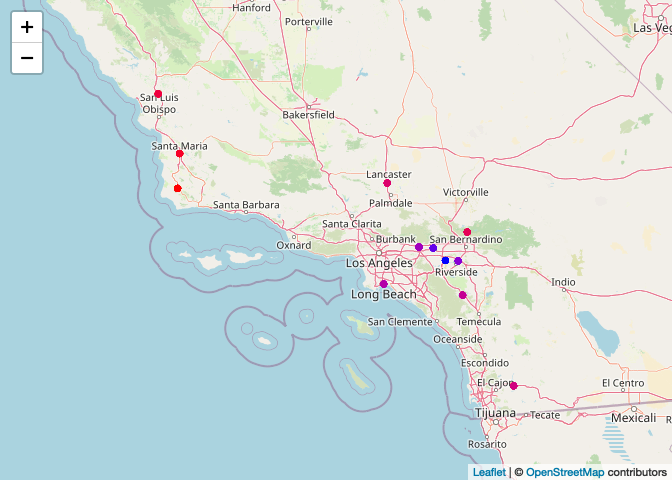 +
−
Hanford
Porterville
Las Veg
San Luis
Obispo
Bakersfield
Santa Maria
Lancaster
Victorville
Palmdale
Santa Barbara
Santa Clarita
Oxnard
Burbank
San Bernardino
Los Angeles
Riverside
Indio
Long Beach
San Clemente
Temecula
Oceanside
Escondido
El Cajon
El Centro
Tijuana
Tecate
Mexicali
Rosarito
Leaflet | © OpenStreetMap contributors